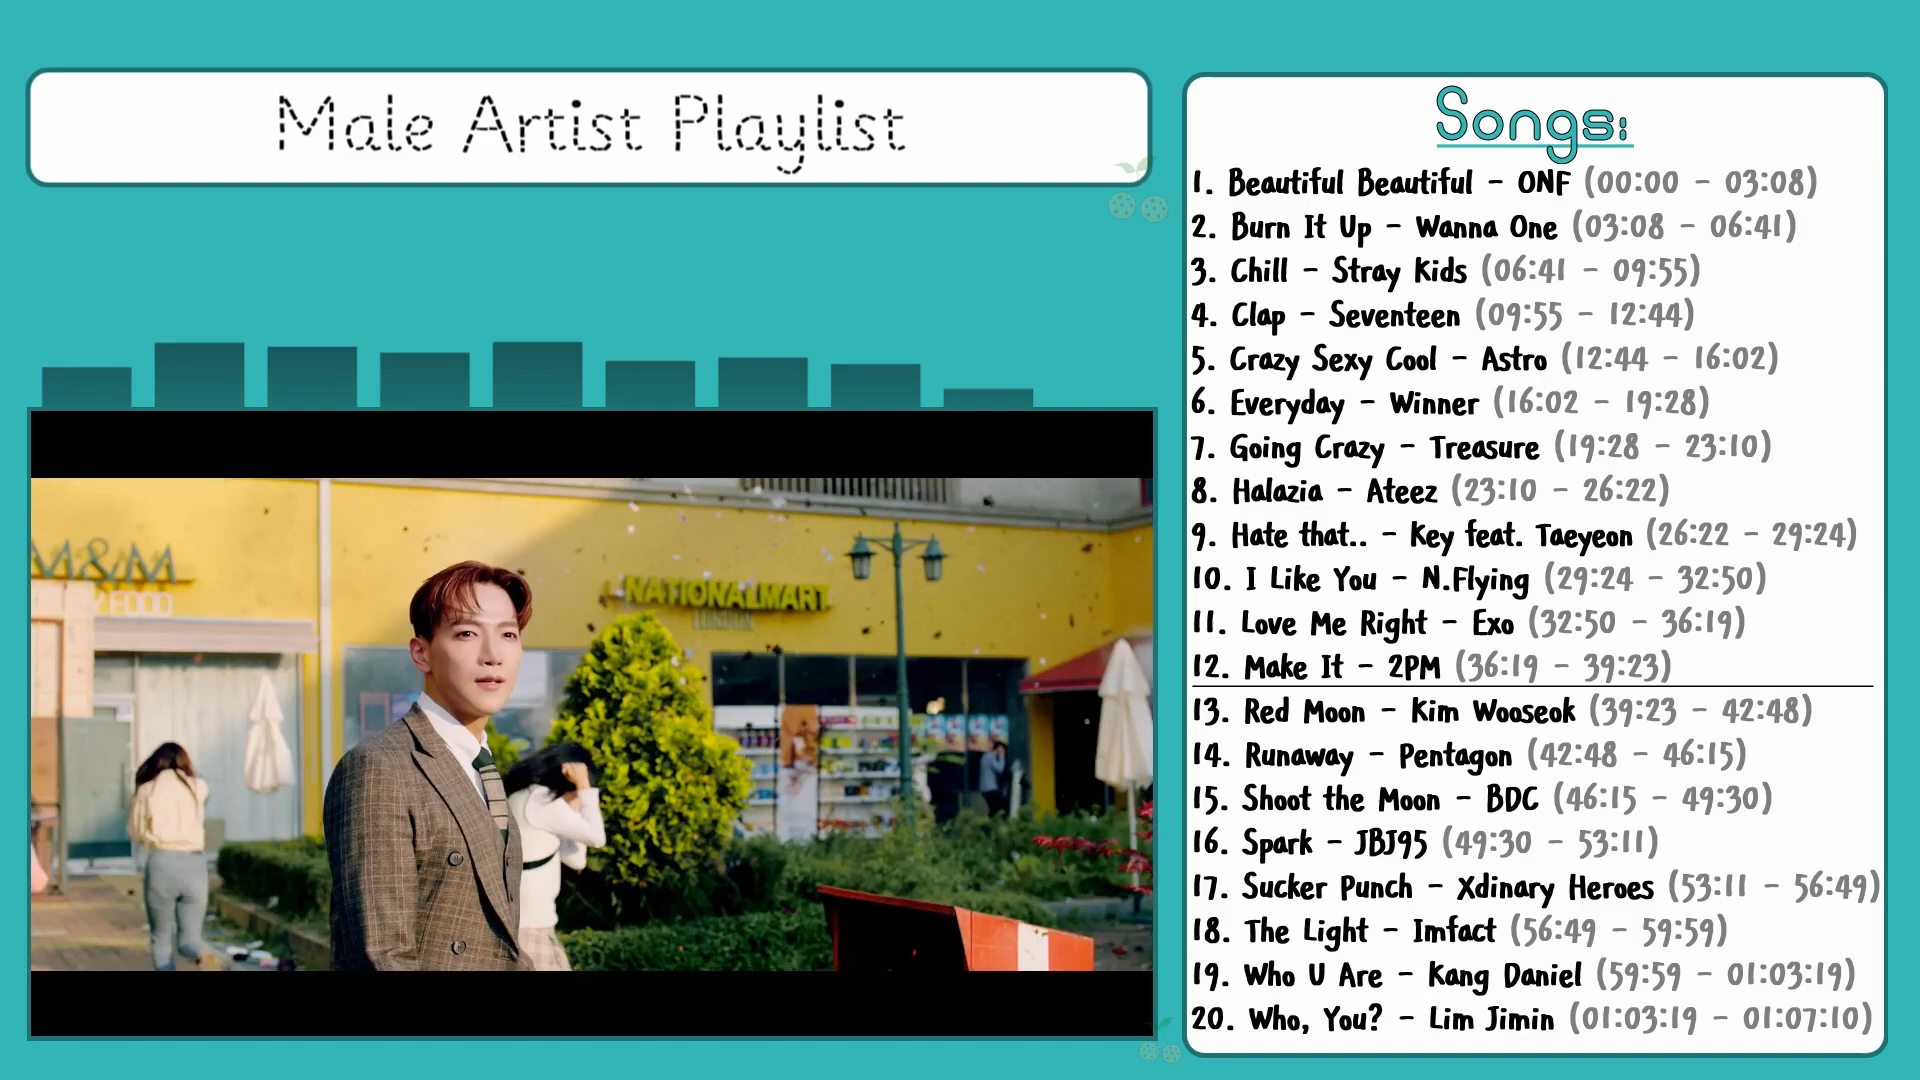 Male Artist Playlist
Songs:
1. Beautiful Beautiful - ONF (00:00 - 03:08)
2. Burn It Up - Wanna One (03:08 - 06:41)
3. Chill - Stray Kids (06:41 - 09:55)
4. Clap - Seventeen (09:55 - 12:44)
5. Crazy Sexy Cool - Astro (12:44 - 16:02)
6. Everyday - Winner (16:02 - 19:28)
7. Going Crazy - Treasure (19:28 - 23:10)
8. Halazia - Ateez (23:10 - 26:22)
9. Hate that.. - Key feat. Taeyeon (26:22 - 29:24)
10. I Like You - N.Flying (29:24 - 32:50)
11. Love Me Right - Exo (32:50 - 36:19)
12. Make It - 2PM (36:19 - 39:23)
13. Red Moon - Kim Wooseok (39:23 - 42:48)
14. Runaway - Pentagon (42:48 - 46:15)
15. Shoot the Moon - BDC (46:15 - 49:30)
16. Spark - JBJ95 (49:30 - 53:11)
17. Sucker Punch - Xdinary Heroes (53:11 - 56:49)
18. The Light - Imfact (56:49 - 59:59)
19. Who U Are - Kang Daniel (59:59 - 01:03:19)
20. Who, You? - Lim Jimin (01:03:19 - 01:07:10)
M&M
FOOD
NATIONALMART
LONDON